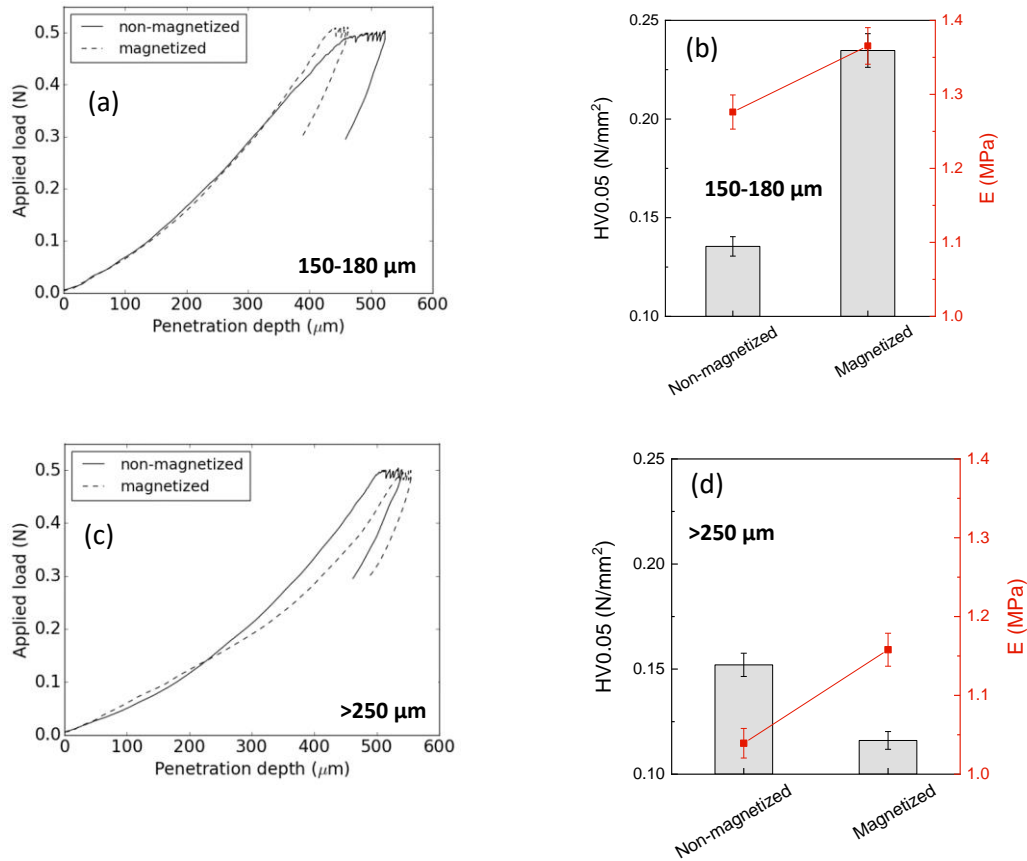 non-magnetized
magnetized
(a)
150-180 μm
Applied load (N)
0.5
0.4
0.3
0.2
0.1
0.0
0
100
200
300
400
500
600
Penetration depth (μm)
(b)
150-180 μm
HV0.05 (N/mm²)
0.25
0.20
0.15
0.10
E (MPa)
1.4
1.3
1.2
1.1
1.0
Non-magnetized
Magnetized
non-magnetized
magnetized
(c)
>250 μm
Applied load (N)
0.5
0.4
0.3
0.2
0.1
0.0
0
100
200
300
400
500
600
Penetration depth (μm)
(d)
>250 μm
HV0.05 (N/mm²)
0.25
0.20
0.15
0.10
E (MPa)
1.4
1.3
1.2
1.1
1.0
Non-magnetized
Magnetized